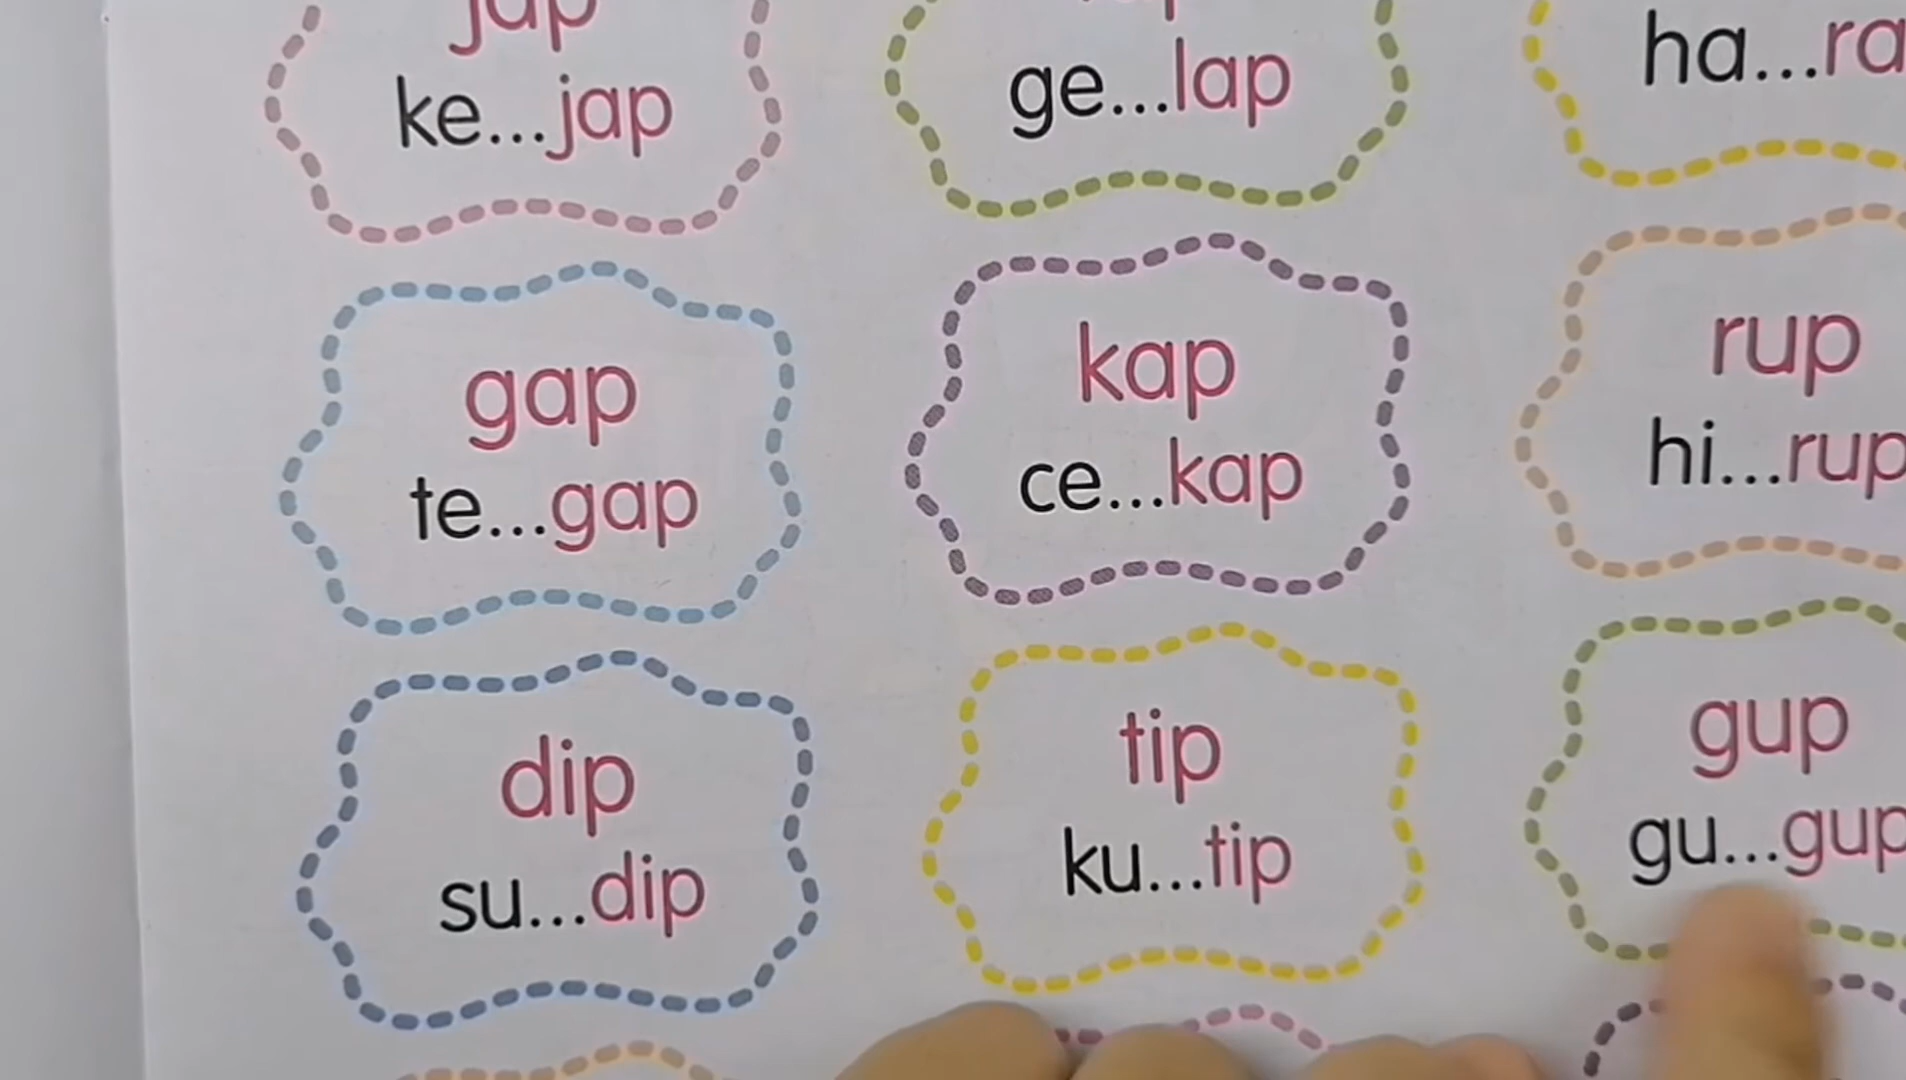 jap
ke...jap
ge...lap
ha...ra
gap
te...gap
kap
ce...kap
rup
hi...rup
dip
su...dip
tip
ku...tip
gup
gu...gup